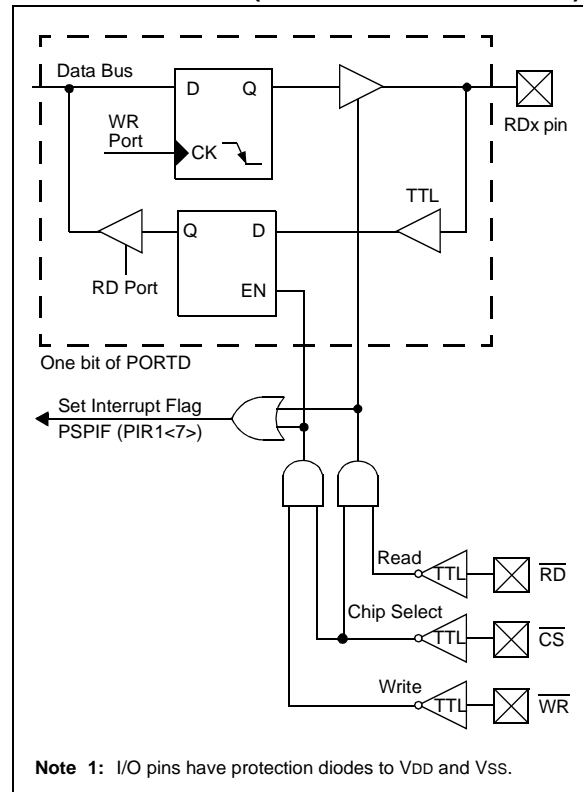 Data Bus
D Q
WR
Port
CK
RDx pin
TTL
Q D
RD Port
EN
One bit of PORTD
Set Interrupt Flag
PSPIF (PIR1<7>)
Read
TTL
RD
Chip Select
TTL
CS
Write
TTL
WR
Note 1: I/O pins have protection diodes to VDD and VSS.